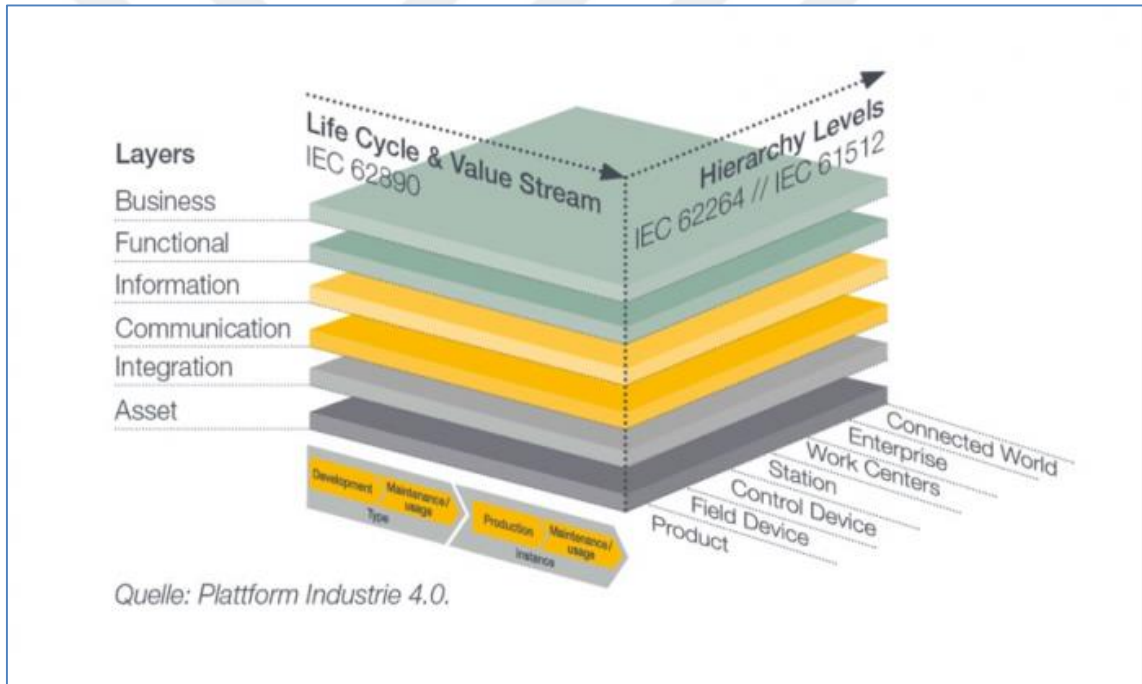 Life Cycle & Value Stream
IEC 62890
Hierarchy Levels
IEC 62264 // IEC 61512
Layers
Business
Functional
Information
Communication
Integration
Asset
Connected World
Enterprise
Work Centers
Station
Control Device
Field Device
Product
Development
Maintenance/
usage
Type
Production
Maintenance/
usage
Instance
Quelle: Plattform Industrie 4.0.